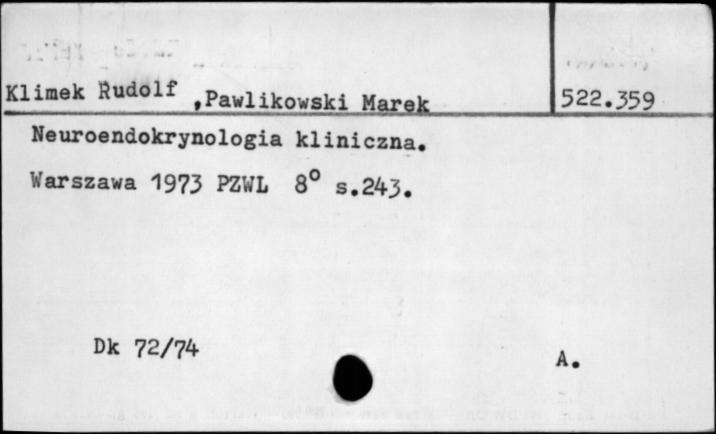 Klimek Rudolf ,Pawlikowski Marek 522.359
Neuroendokrynologia kliniczna.
Warszawa 1973 PZWL 8° s.243.
Dk 72/74
A.